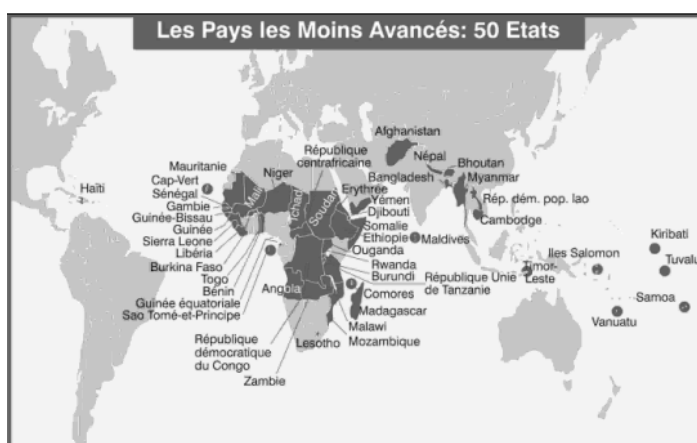 Les Pays les Moins Avancés: 50 Etats
Haïti
Mauritanie
Cap-Vert
Sénégal
Gambie
Guinée-Bissau
Guinée
Sierra Leone
Libéria
Burkina Faso
Togo
Bénin
Guinée équatoriale
Sao Tomé-et-Principe
Mali
Niger
Tchad
Soudan
République
centrafricaine
Erythrée
Yémen
Djibouti
Somalie
Ethiopie
Ouganda
Rwanda
Burundi
République Unie
de Tanzanie
Comores
Madagascar
Malawi
Mozambique
Angola
Lesotho
République
démocratique
du Congo
Zambie
Afghanistan
Népal
Bhoutan
Bangladesh
Myanmar
Rép. dém. pop. lao
Cambodge
Maldives
Timor-
Leste
Iles Salomon
Kiribati
Tuvalu
Samoa
Vanuatu